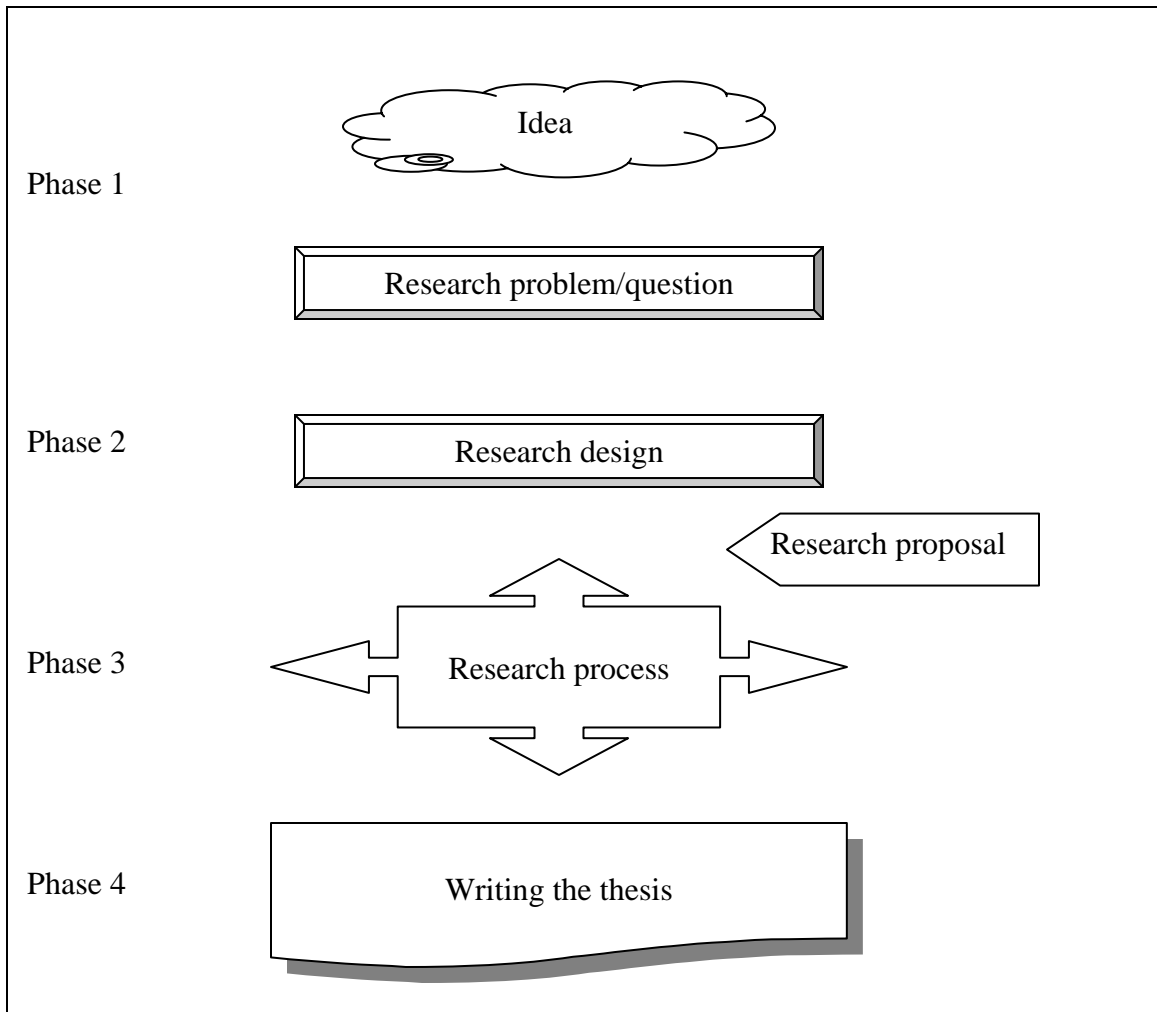 Idea
Phase 1
Research problem/question
Phase 2
Research design
Research proposal
Phase 3
Research process
Phase 4
Writing the thesis